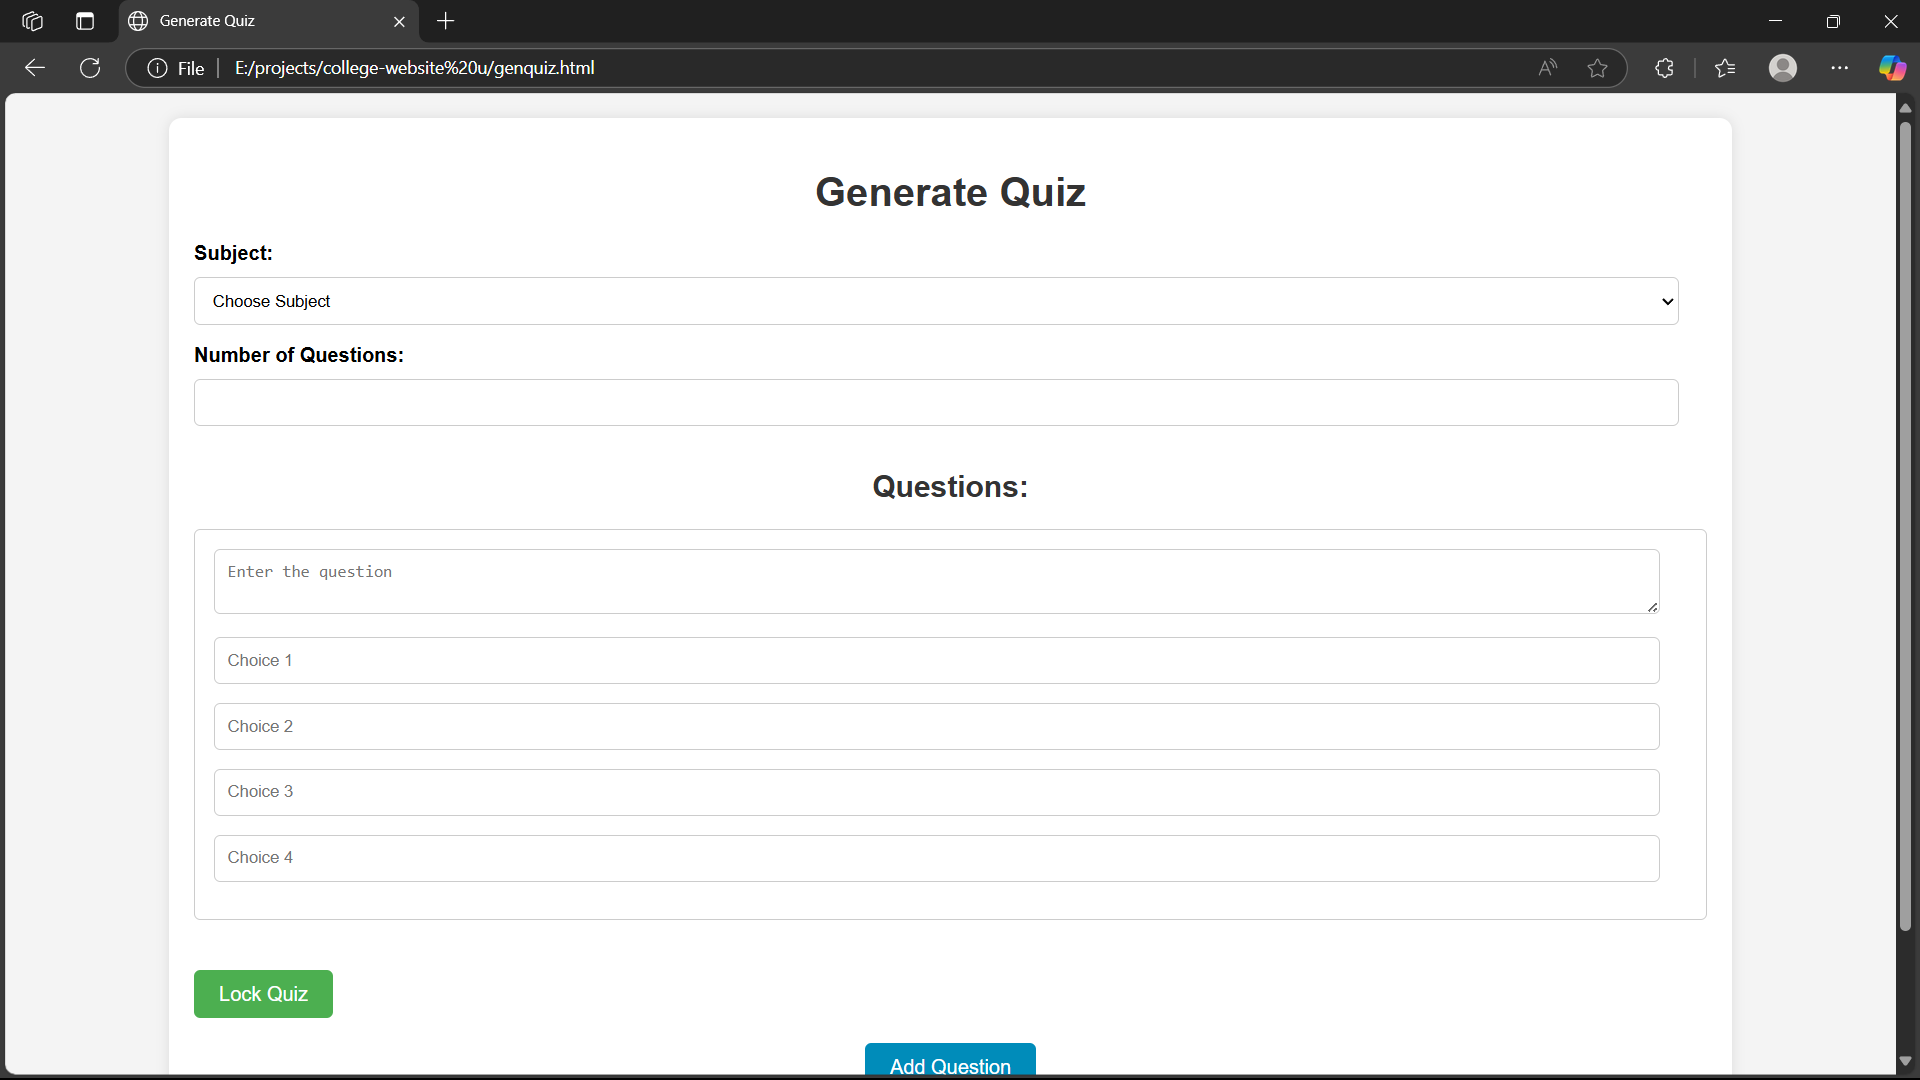 Generate Quiz
File
E:/projects/college-website%20u/genquiz.html
Generate Quiz
Subject:
Choose Subject
Number of Questions:
Questions:
Enter the question
Choice 1
Choice 2
Choice 3
Choice 4
Lock Quiz
Add Question